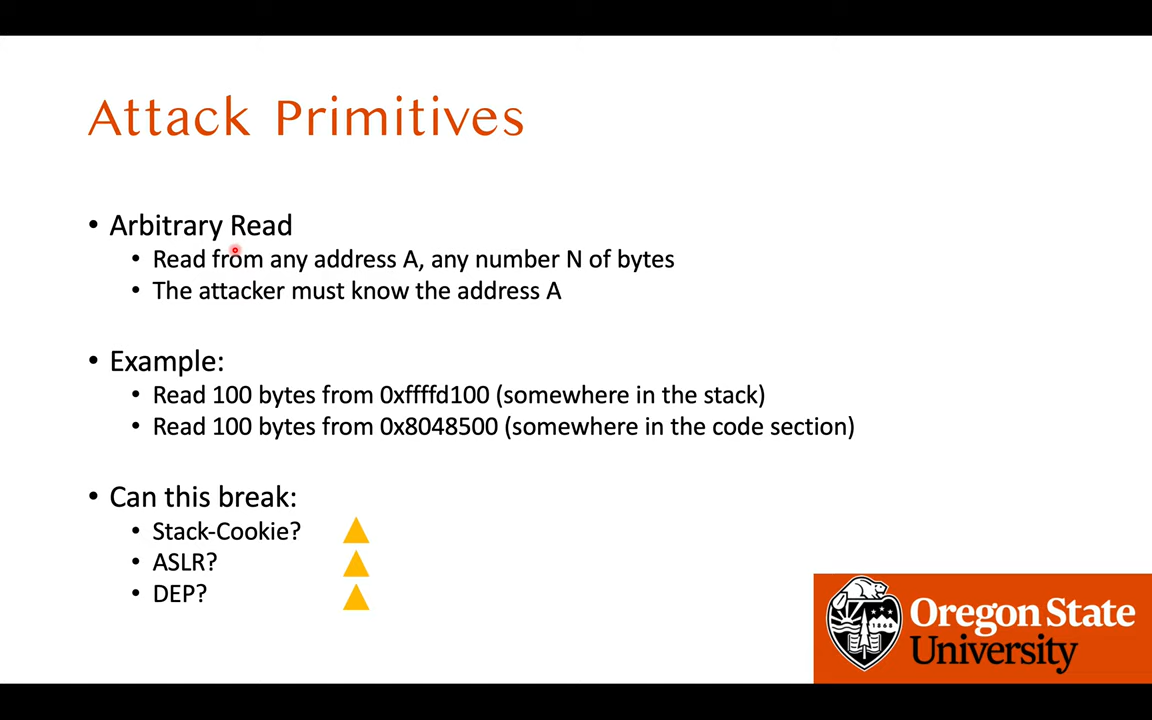 Attack Primitives
• Arbitrary Read
• Read from any address A, any number N of bytes
• The attacker must know the address A
• Example:
• Read 100 bytes from 0xffffd100 (somewhere in the stack)
• Read 100 bytes from 0x8048500 (somewhere in the code section)
• Can this break:
• Stack-Cookie?
• ASLR?
• DEP?
Oregon State
University